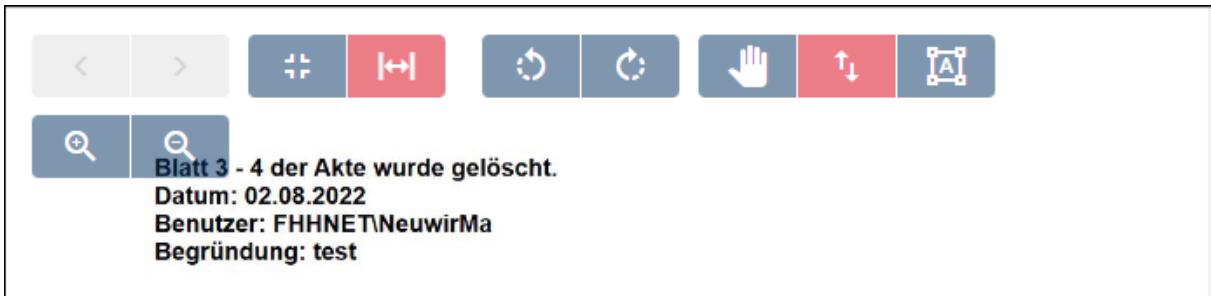 A
Blatt 3 - 4 der Akte wurde gelöscht.
Datum: 02.08.2022
Benutzer: FHHNET\NeuwirMa
Begründung: test